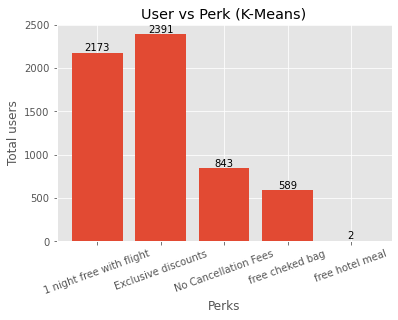 User vs Perk (K-Means)
Total users
2500
2000
1500
1000
500
0
2173
2391
843
589
2
1 night free with flight
Exclusive discounts
No Cancellation Fees
free cheked bag
free hotel meal
Perks